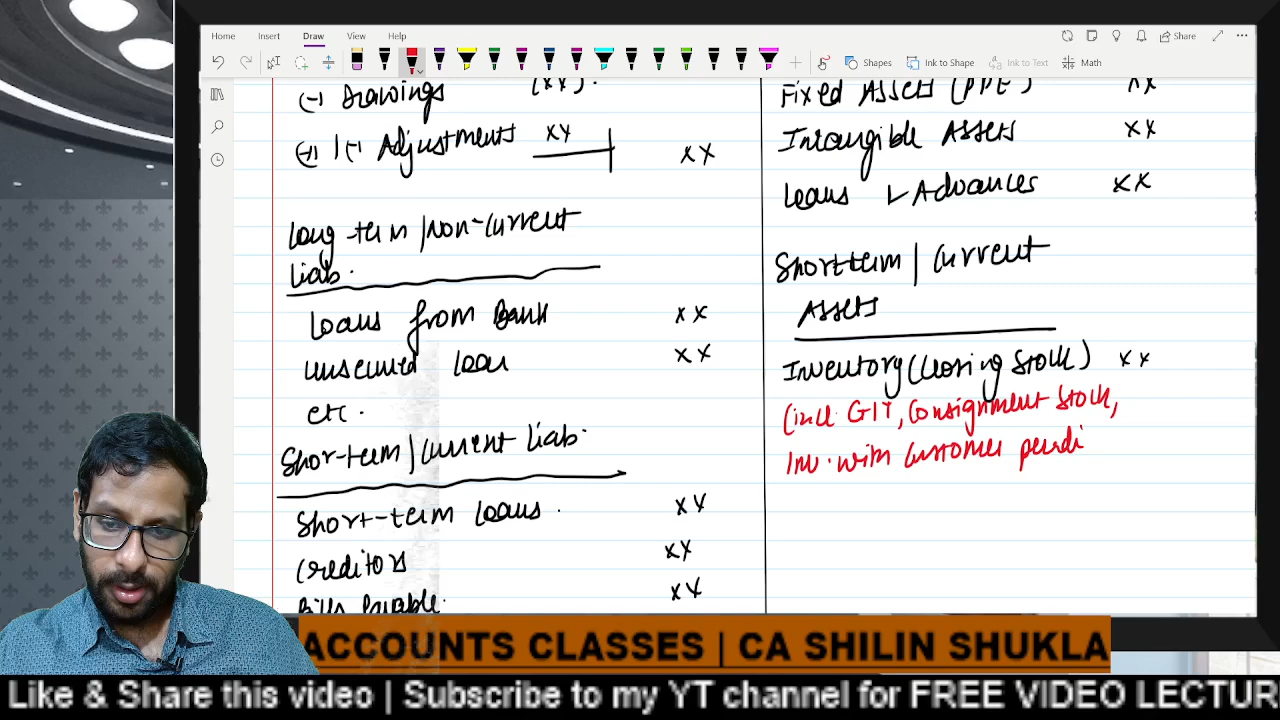 Home Insert Draw View Help
Share
Shapes Ink to Shape Ink to Text Math
(-) Drawings (xx).
(+) | (-) Adjustments xx xx
Long-term | Non-current
Liab.
Loans from Bank xx
Unsecured Loan xx
etc.
Short-term | Current Liab.
Short-term Loans. xx
Creditors xx
Bills Payable. xx
Fixed Assets (PPE) xx
Intangible Assets xx
Loans & Advances xx
Short term | Current
Assets
Inventory (Closing Stock) xx
(incl. GIT, Consignment Stock,
Inv. with Customer pendi
ACCOUNTS CLASSES | CA SHILIN SHUKLA
Like & Share this video | Subscribe to my YT channel for FREE VIDEO LECTUR